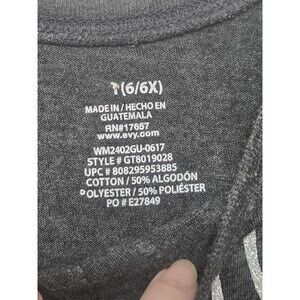 (6/6X)
MADE IN / HECHO EN
GUATEMALA
RN#17657
www.evy.com
WM2402GU-0617
STYLE # GT8019028
UPC # 808295953885
COTTON / 50% ALGODÓN
POLYESTER / 50% POLIÉSTER
PO # E27849